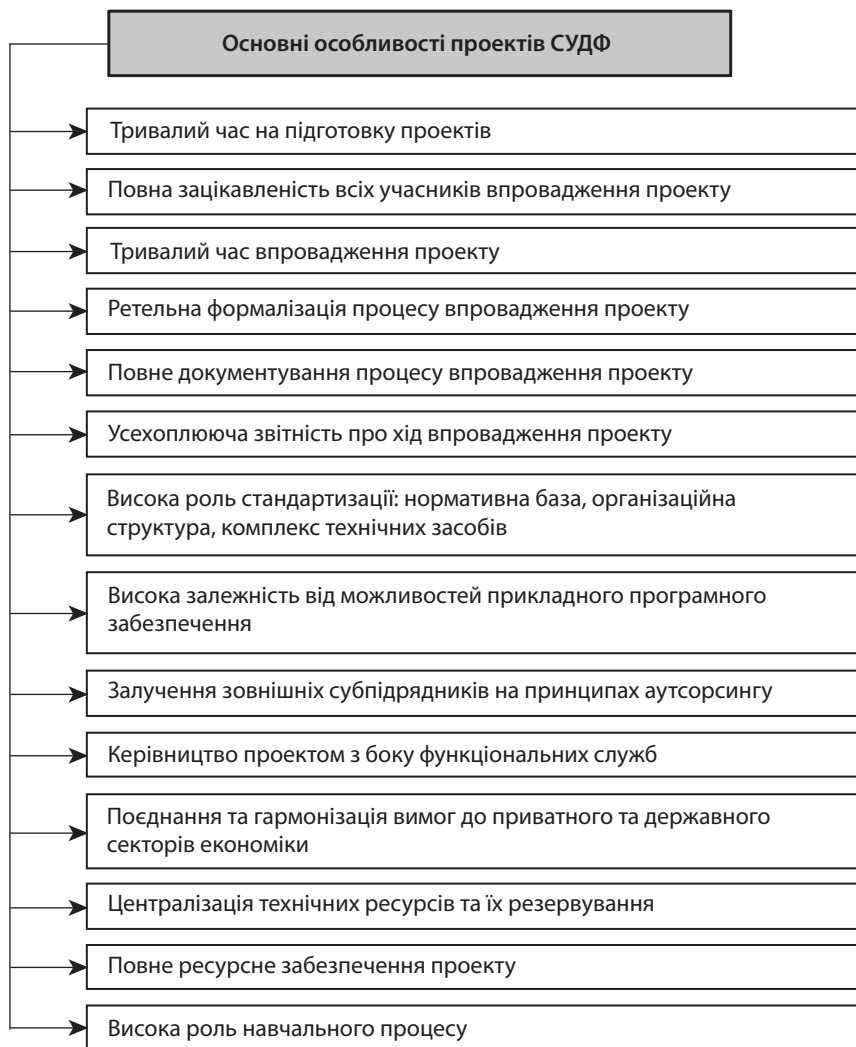 Основні особливості проектів СУДФ
Тривалий час на підготовку проектів
Повна зацікавленість всіх учасників впровадження проекту
Тривалий час впровадження проекту
Ретельна формалізація процесу впровадження проекту
Повне документування процесу впровадження проекту
Усехоплююча звітність про хід впровадження проекту
Висока роль стандартизації: нормативна база, організаційна
структура, комплекс технічних засобів
Висока залежність від можливостей прикладного програмного
забезпечення
Залучення зовнішніх субпідрядників на принципах аутсорсингу
Керівництво проектом з боку функціональних служб
Поєднання та гармонізація вимог до приватного та державного
секторів економіки
Централізація технічних ресурсів та їх резервування
Повне ресурсне забезпечення проекту
Висока роль навчального процесу